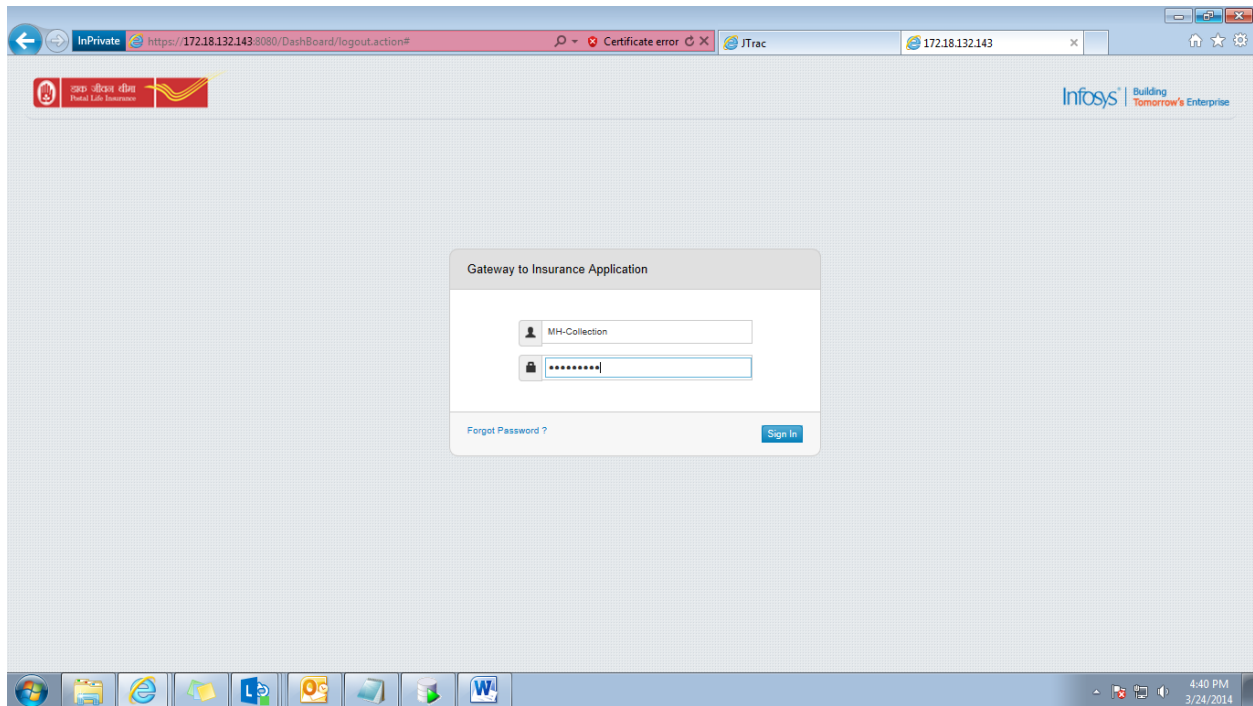 InPrivate https://172.18.132.143:8080/DashBoard/logout.action# Certificate error JTrac 172.18.132.143
डाक जीवन बीमा
Postal Life Insurance
Infosys® | Building Tomorrow's Enterprise
Gateway to Insurance Application
MH-Collection
•••••••••
Forgot Password ?
Sign In
4:40 PM
3/24/2014